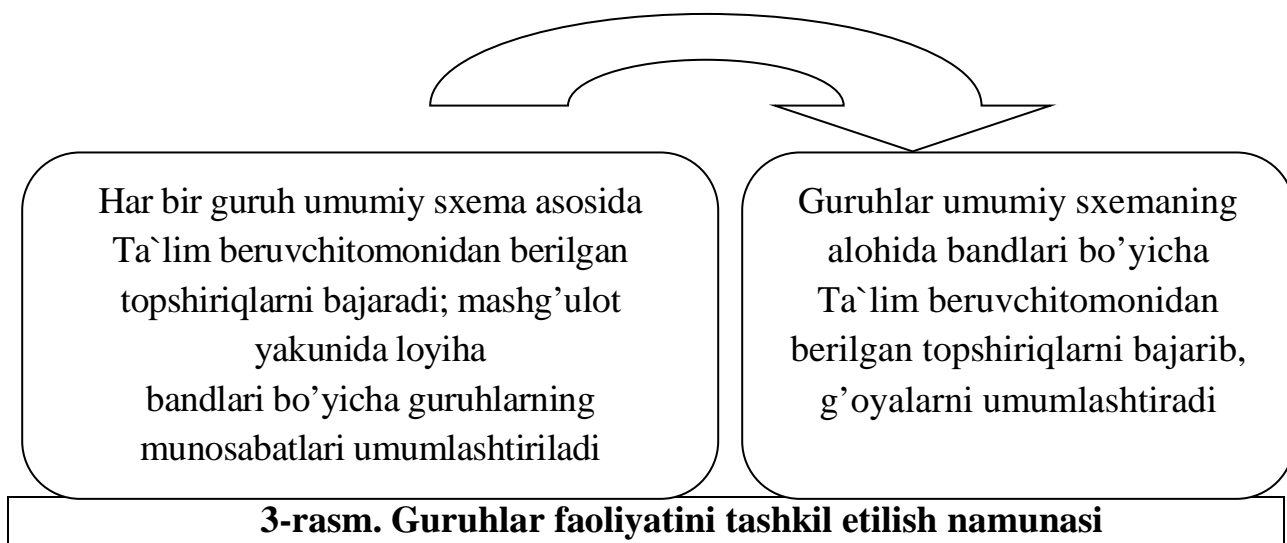 Har bir guruh umumiy sxema asosida
Ta`lim beruvchitomonidan berilgan
topshiriqlarni bajaradi; mashg’ulot
yakunida loyiha
bandlari bo’yicha guruhlarning
munosabatlari umumlashtiriladi
Guruhlar umumiy sxemaning
alohida bandlari bo’yicha
Ta`lim beruvchitomonidan
berilgan topshiriqlarni bajarib,
g’oyalarni umumlashtiradi
3-rasm. Guruhlar faoliyatini tashkil etilish namunasi